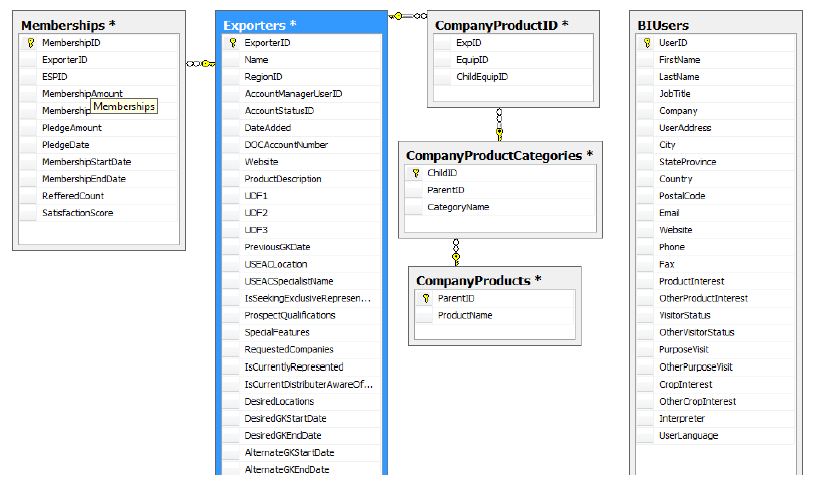 Memberships *
MembershipID
ExporterID
ESPID
MembershipAmount
Membership
Memberships
PledgeAmount
PledgeDate
MembershipStartDate
MembershipEndDate
RefferedCount
SatisfactionScore
Exporters *
ExporterID
Name
RegionID
AccountManagerUserID
AccountStatusID
DateAdded
DOCAccountNumber
Website
ProductDescription
UDF1
UDF2
UDF3
PreviousGKDate
USEACLocation
USEACSpecialistName
IsSeekingExclusiveRepresen...
ProspectQualifications
SpecialFeatures
RequestedCompanies
IsCurrentlyRepresented
IsCurrentDistributerAwareOf...
DesiredLocations
DesiredGKStartDate
DesiredGKEndDate
AlternateGKStartDate
AlternateGKEndDate
CompanyProductID *
ExpID
EquipID
ChildEquipID
CompanyProductCategories *
ChildID
ParentID
CategoryName
CompanyProducts *
ParentID
ProductName
BIUsers
UserID
FirstName
LastName
JobTitle
Company
UserAddress
City
StateProvince
Country
PostalCode
Email
Website
Phone
Fax
ProductInterest
OtherProductInterest
VisitorStatus
OtherVisitorStatus
PurposeVisit
OtherPurposeVisit
CropInterest
OtherCropInterest
Interpreter
UserLanguage